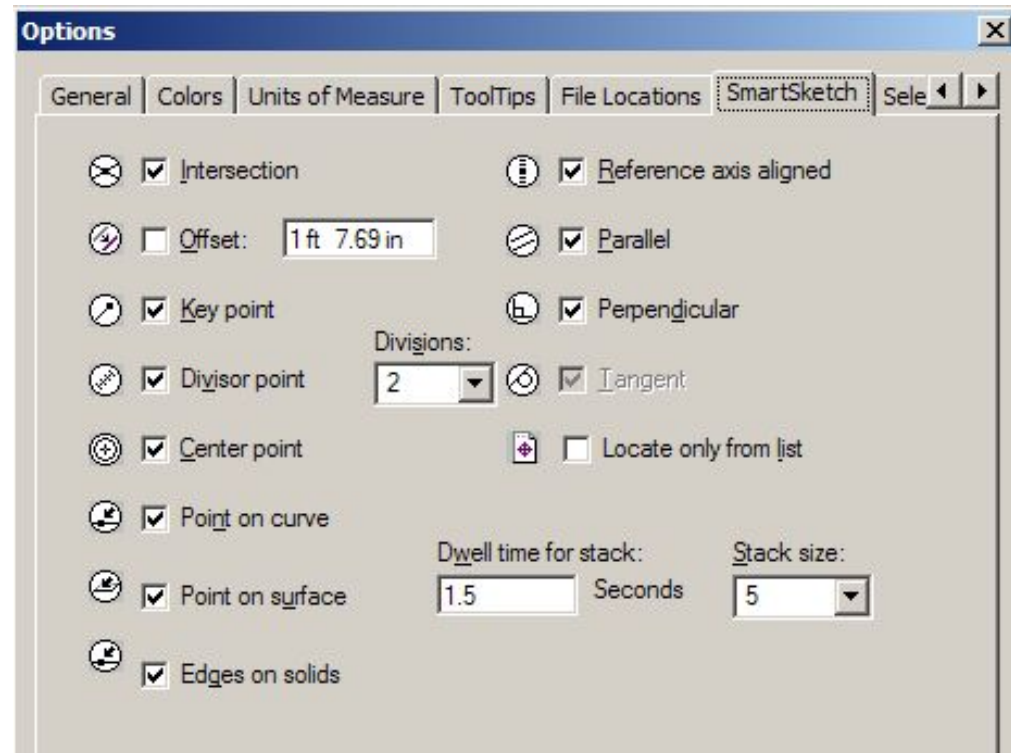 Options
General Colors Units of Measure ToolTips File Locations SmartSketch Sele
Intersection Reference axis aligned
Offset: 1 ft 7.69 in Parallel
Key point Perpendicular
Divisions:
Divisor point 2 Tangent
Center point Locate only from list
Point on curve
Dwell time for stack: Stack size:
Point on surface 1.5 Seconds 5
Edges on solids